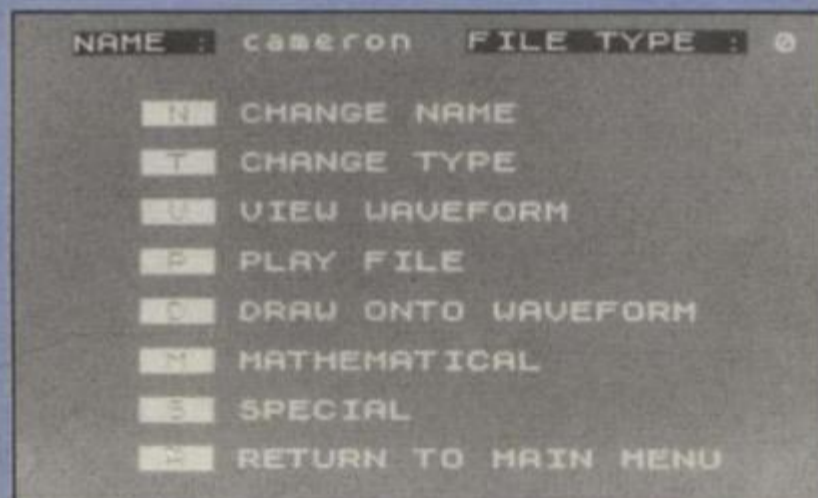 NAME : cameron FILE TYPE : 0
N CHANGE NAME
T CHANGE TYPE
V VIEW WAVEFORM
P PLAY FILE
D DRAW ONTO WAVEFORM
M MATHEMATICAL
S SPECIAL
RETURN TO MAIN MENU